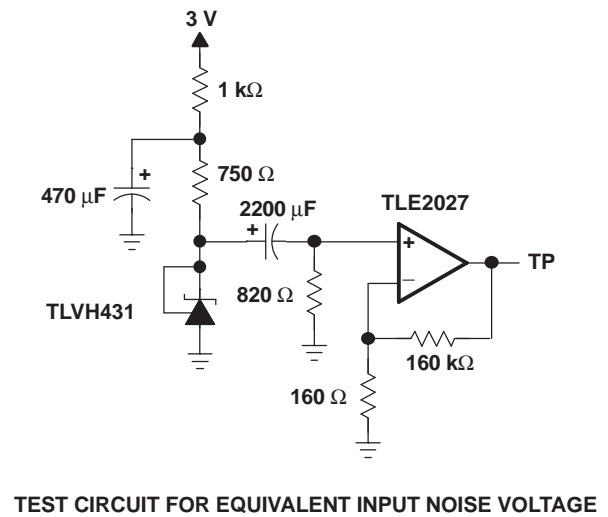 3 V
1 kΩ
+
470 μF
750 Ω
2200 μF
+
TLE2027
+
−
TP
820 Ω
TLVH431
160 kΩ
160 Ω
TEST CIRCUIT FOR EQUIVALENT INPUT NOISE VOLTAGE